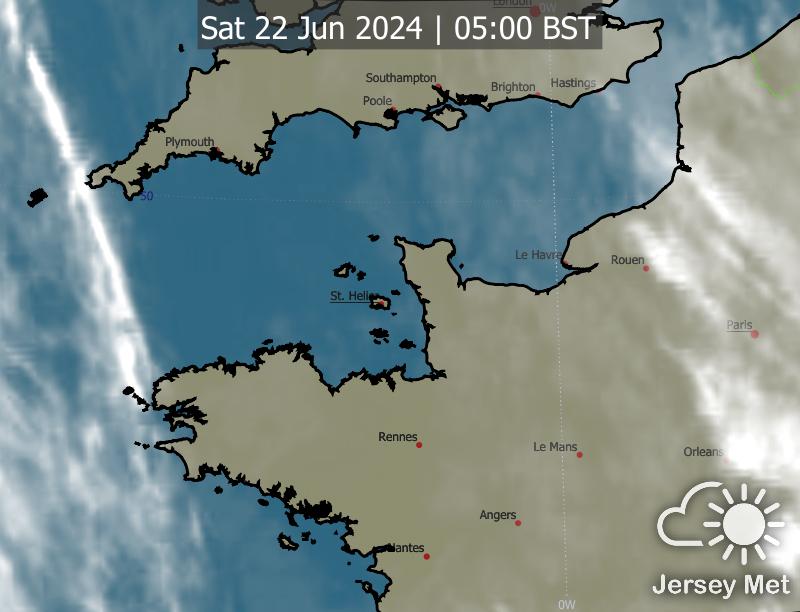 London
0W
Sat 22 Jun 2024 | 05:00 BST
Southampton
Brighton
Hastings
Poole
Plymouth
50
Le Havre
Rouen
St. Helier
Paris
Rennes
Le Mans
Orleans
Angers
Nantes
Jersey Met
0W